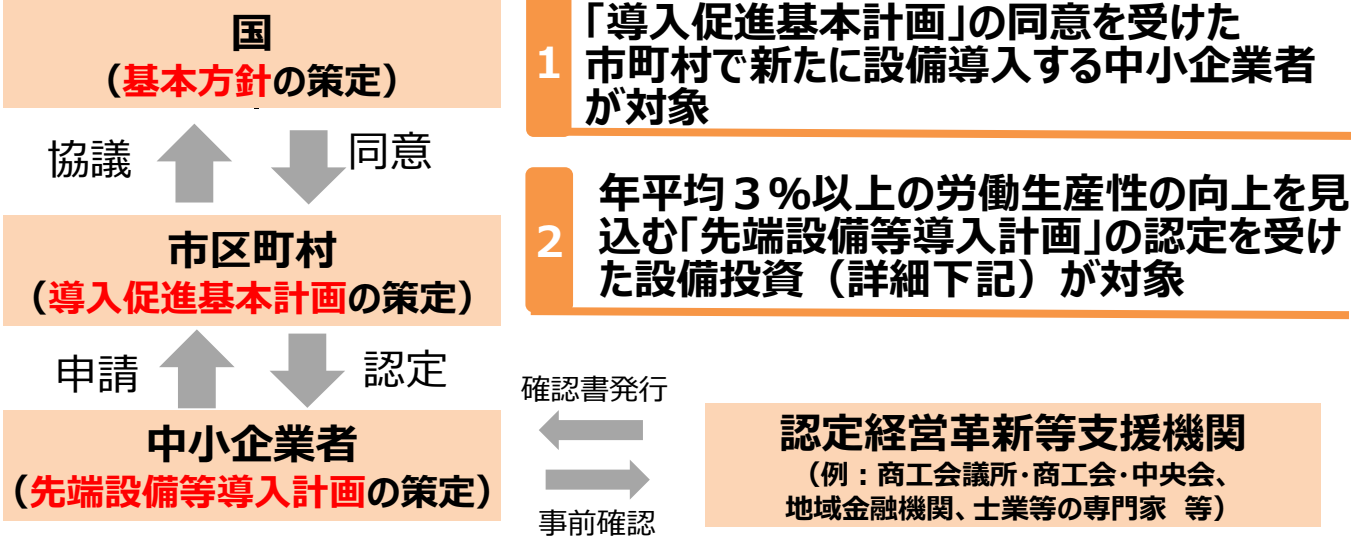 国
（基本方針の策定）
協議
同意
市区町村
（導入促進基本計画の策定）
申請
認定
中小企業者
（先端設備等導入計画の策定）
1
「導入促進基本計画」の同意を受けた
市町村で新たに設備導入する中小企業者
が対象
2
年平均３％以上の労働生産性の向上を見
込む「先端設備等導入計画」の認定を受け
た設備投資（詳細下記）が対象
確認書発行
事前確認
認定経営革新等支援機関
（例：商工会議所・商工会・中央会、
地域金融機関、士業等の専門家 等）